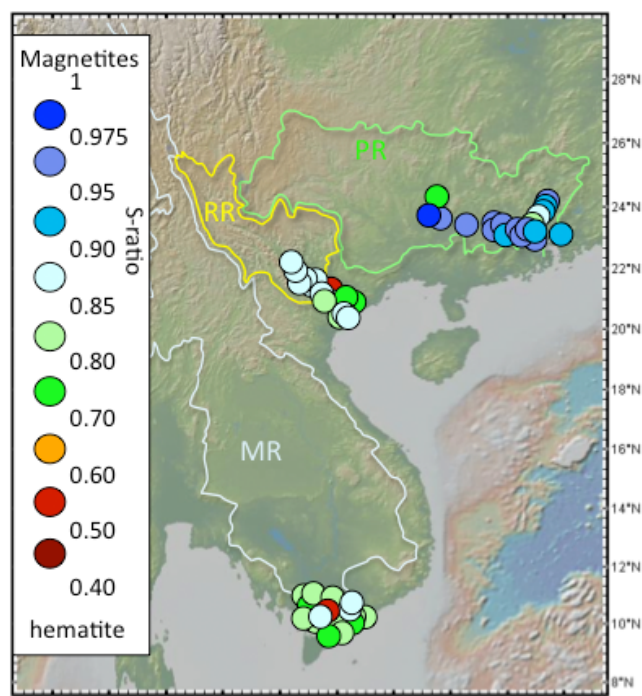 Magnetites
1
0.975
0.95
0.90
0.85
0.80
0.70
0.60
0.50
0.40
hematite
S-ratio
PR
RR
MR
28°N
26°N
24°N
22°N
20°N
18°N
16°N
14°N
12°N
10°N
8°N